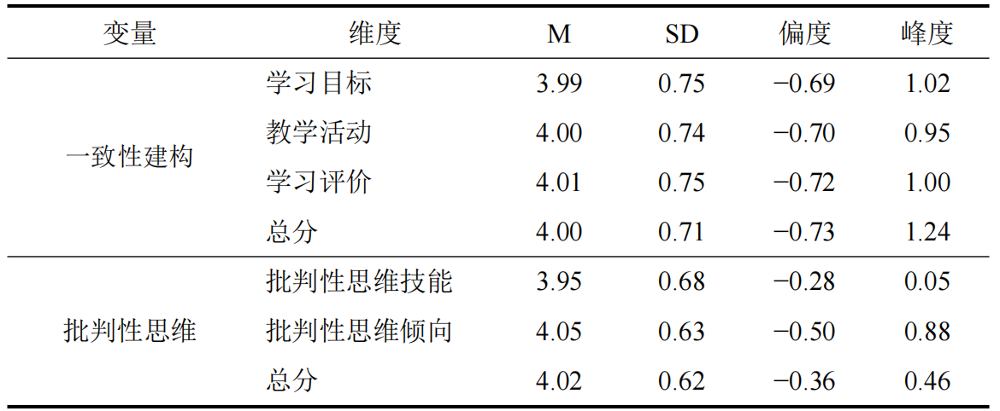 变量 维度 M SD 偏度 峰度
学习目标 3.99 0.75 −0.69 1.02
教学活动 4.00 0.74 −0.70 0.95
一致性建构
学习评价 4.01 0.75 −0.72 1.00
总分 4.00 0.71 −0.73 1.24
批判性思维技能 3.95 0.68 −0.28 0.05
批判性思维 批判性思维倾向 4.05 0.63 −0.50 0.88
总分 4.02 0.62 −0.36 0.46